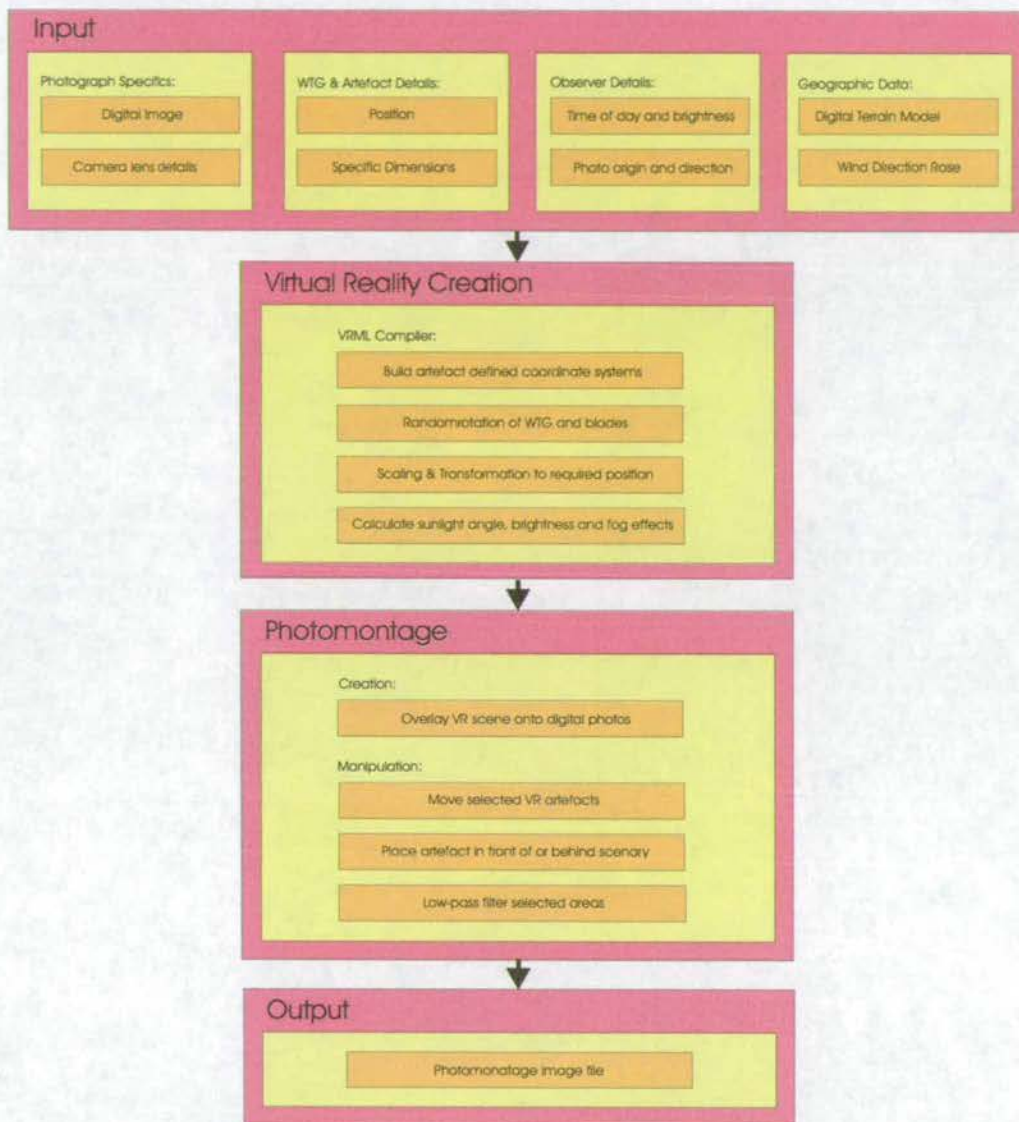 Input
Photograph Specifics:
Digital Image
Camera lens details
WTG & Artefact Details:
Position
Specific Dimensions
Observer Details:
Time of day and brightness
Photo origin and direction
Geographic Data:
Digital Terrain Model
Wind Direction Rose
Virtual Reality Creation
VRML Compiler:
Build artefact defined coordinate systems
Randomrotation of WTG and blades
Scaling & Transformation to required position
Calculate sunlight angle, brightness and fog effects
Photomontage
Creation:
Overlay VR scene onto digital photos
Manipulation:
Move selected VR artefacts
Place artefact in front of or behind scenary
Low-pass filter selected areas
Output
Photomonatage image file